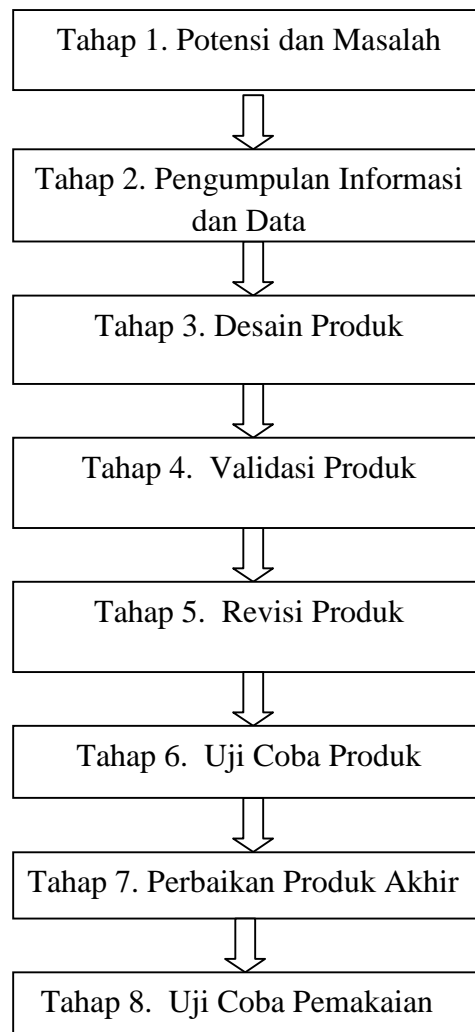 Tahap 1. Potensi dan Masalah
Tahap 2. Pengumpulan Informasi
dan Data
Tahap 3. Desain Produk
Tahap 4. Validasi Produk
Tahap 5. Revisi Produk
Tahap 6. Uji Coba Produk
Tahap 7. Perbaikan Produk Akhir
Tahap 8. Uji Coba Pemakaian